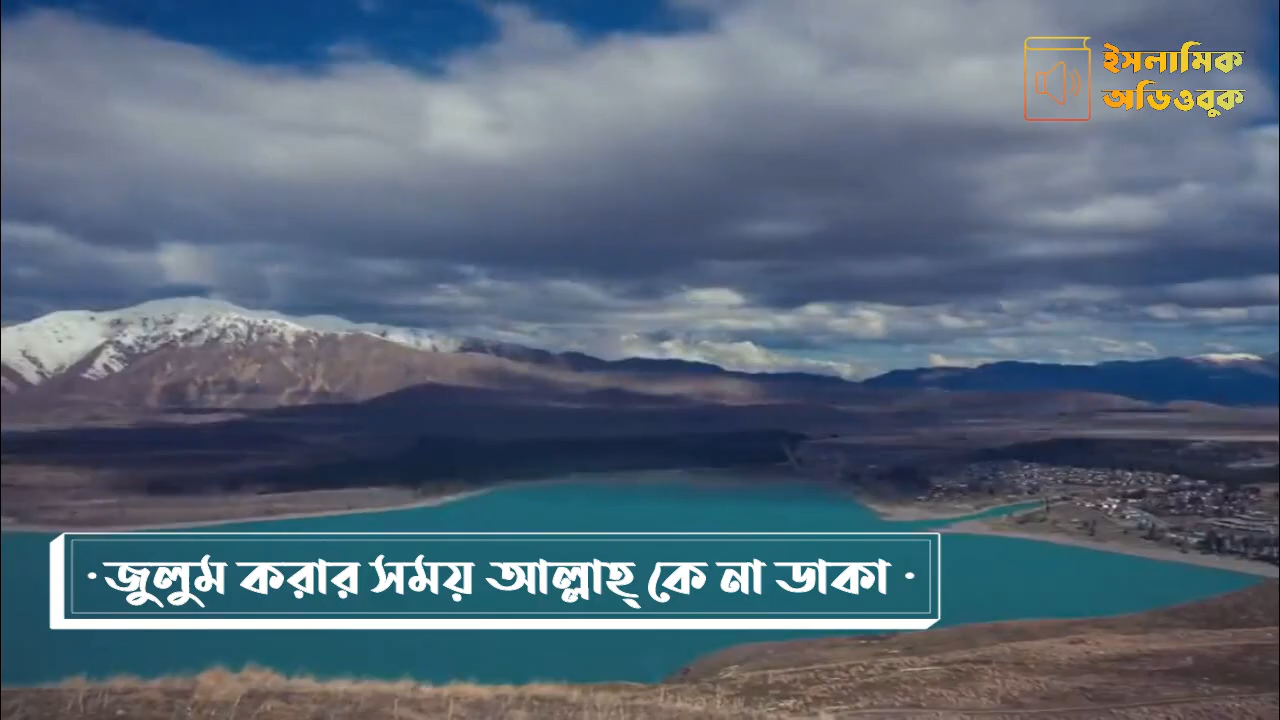 ইসলামিক
অডিওবুক
·জুলুম করার সময় আল্লাহ্ কে না ডাকা·